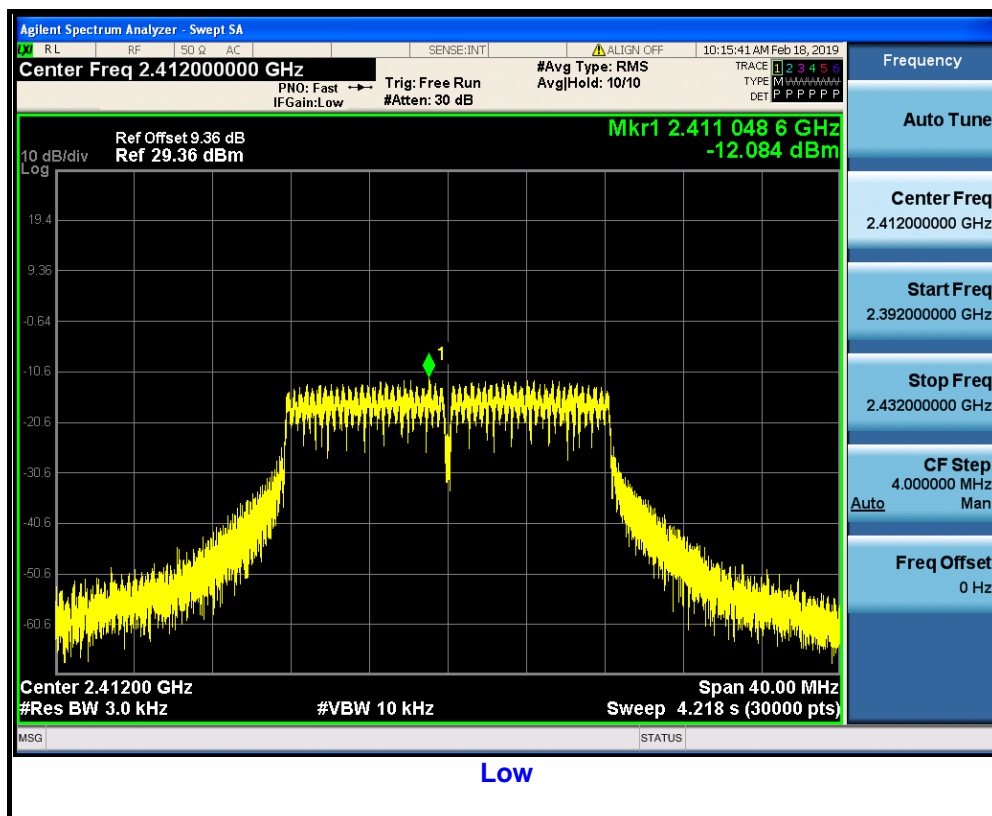 Agilent Spectrum Analyzer - Swept SA
LXI RL RF 50 Ω AC SENSE:INT ALIGN OFF 10:15:41 AM Feb 18, 2019
Center Freq 2.412000000 GHz
PNO: Fast
IFGain:Low
Trig: Free Run
#Atten: 30 dB
#Avg Type: RMS
Avg|Hold: 10/10
TRACE 1 2 3 4 5 6
TYPE M W W W W W
DET P P P P P P
Frequency
Auto Tune
Center Freq
2.412000000 GHz
Start Freq
2.392000000 GHz
Stop Freq
2.432000000 GHz
CF Step
4.000000 MHz
Auto Man
Freq Offset
0 Hz
Mkr1 2.411 048 6 GHz
-12.084 dBm
Ref Offset 9.36 dB
10 dB/div Ref 29.36 dBm
Log
19.4
9.36
-0.64
-10.6
-20.6
-30.6
-40.6
-50.6
-60.6
1
Center 2.41200 GHz Span 40.00 MHz
#Res BW 3.0 kHz #VBW 10 kHz Sweep 4.218 s (30000 pts)
MSG STATUS
Low